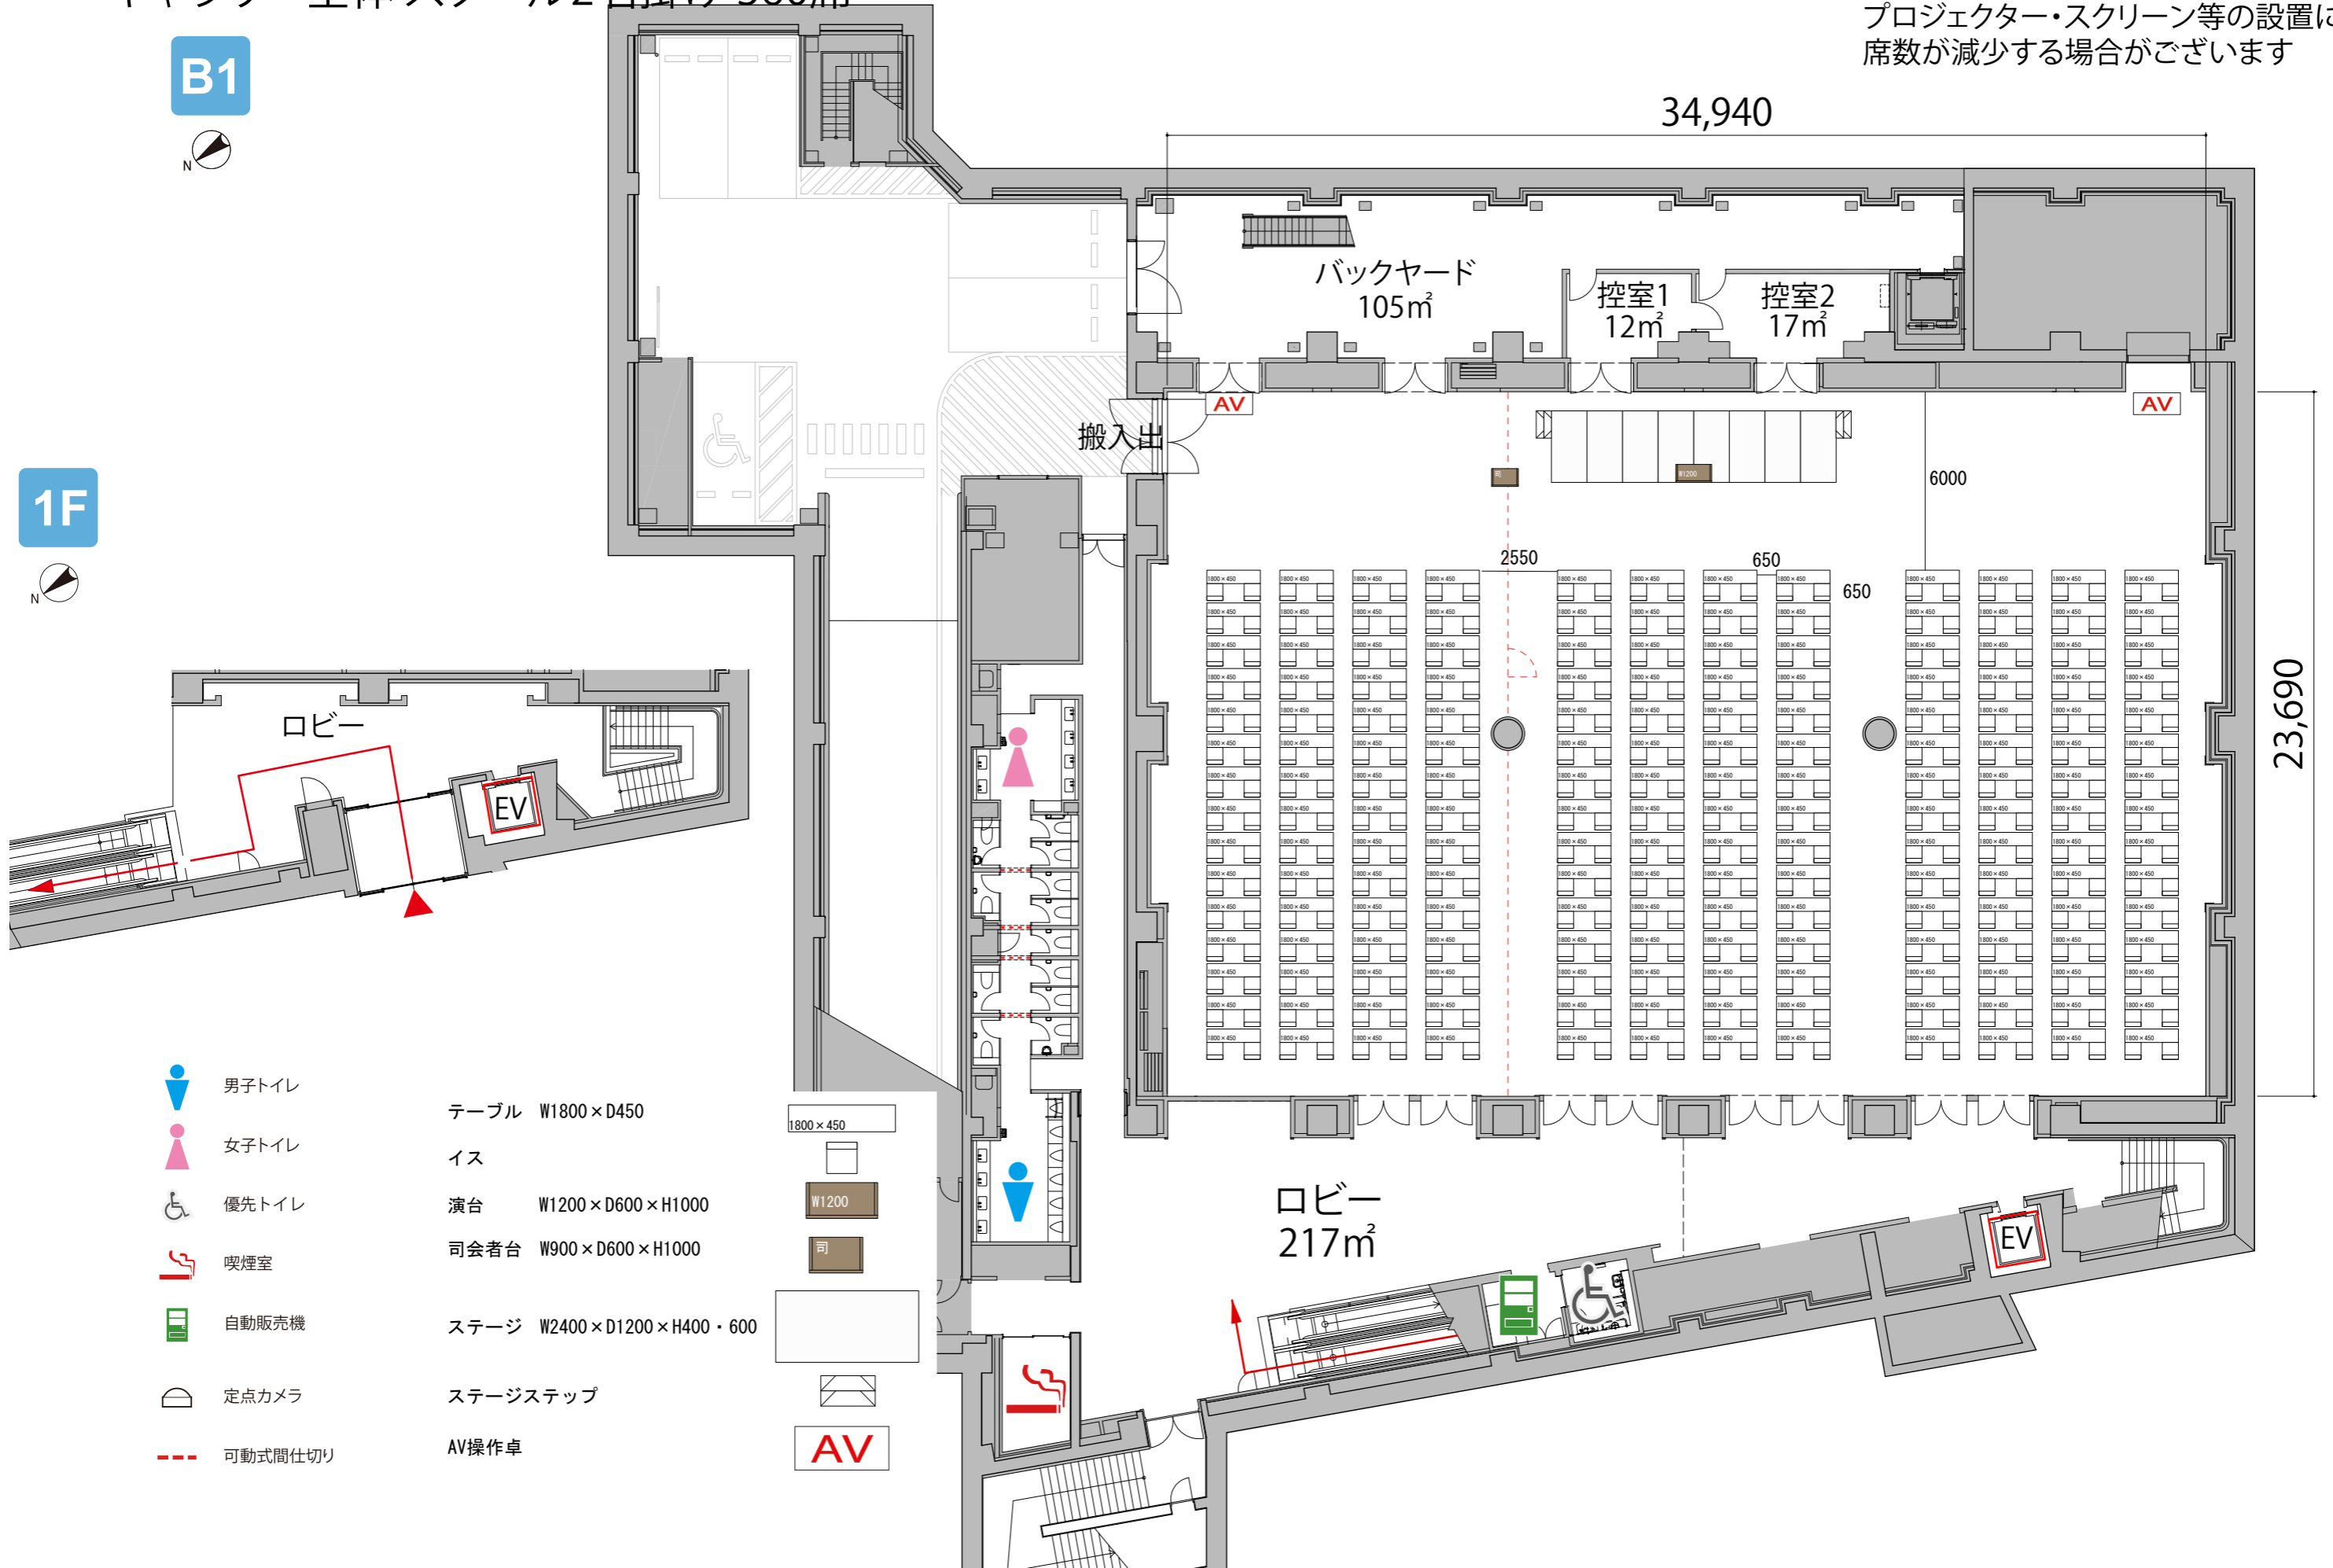 プロジェクター・スクリーン等の設置に
席数が減少する場合がございます
B1
N
34,940
バックヤード
105㎡
控室1
12㎡
控室2
17㎡
AV
AV
搬入出
司
W1200
6000
1F
N
2550
650
650
1800×450
23,690
ロビー
EV
男子トイレ
女子トイレ
優先トイレ
喫煙室
自動販売機
定点カメラ
可動式間仕切り
テーブル W1800×D450
1800×450
イス
演台 W1200×D600×H1000
W1200
司会者台 W900×D600×H1000
司
ステージ W2400×D1200×H400・600
ステージステップ
AV操作卓
AV
ロビー
217㎡
EV